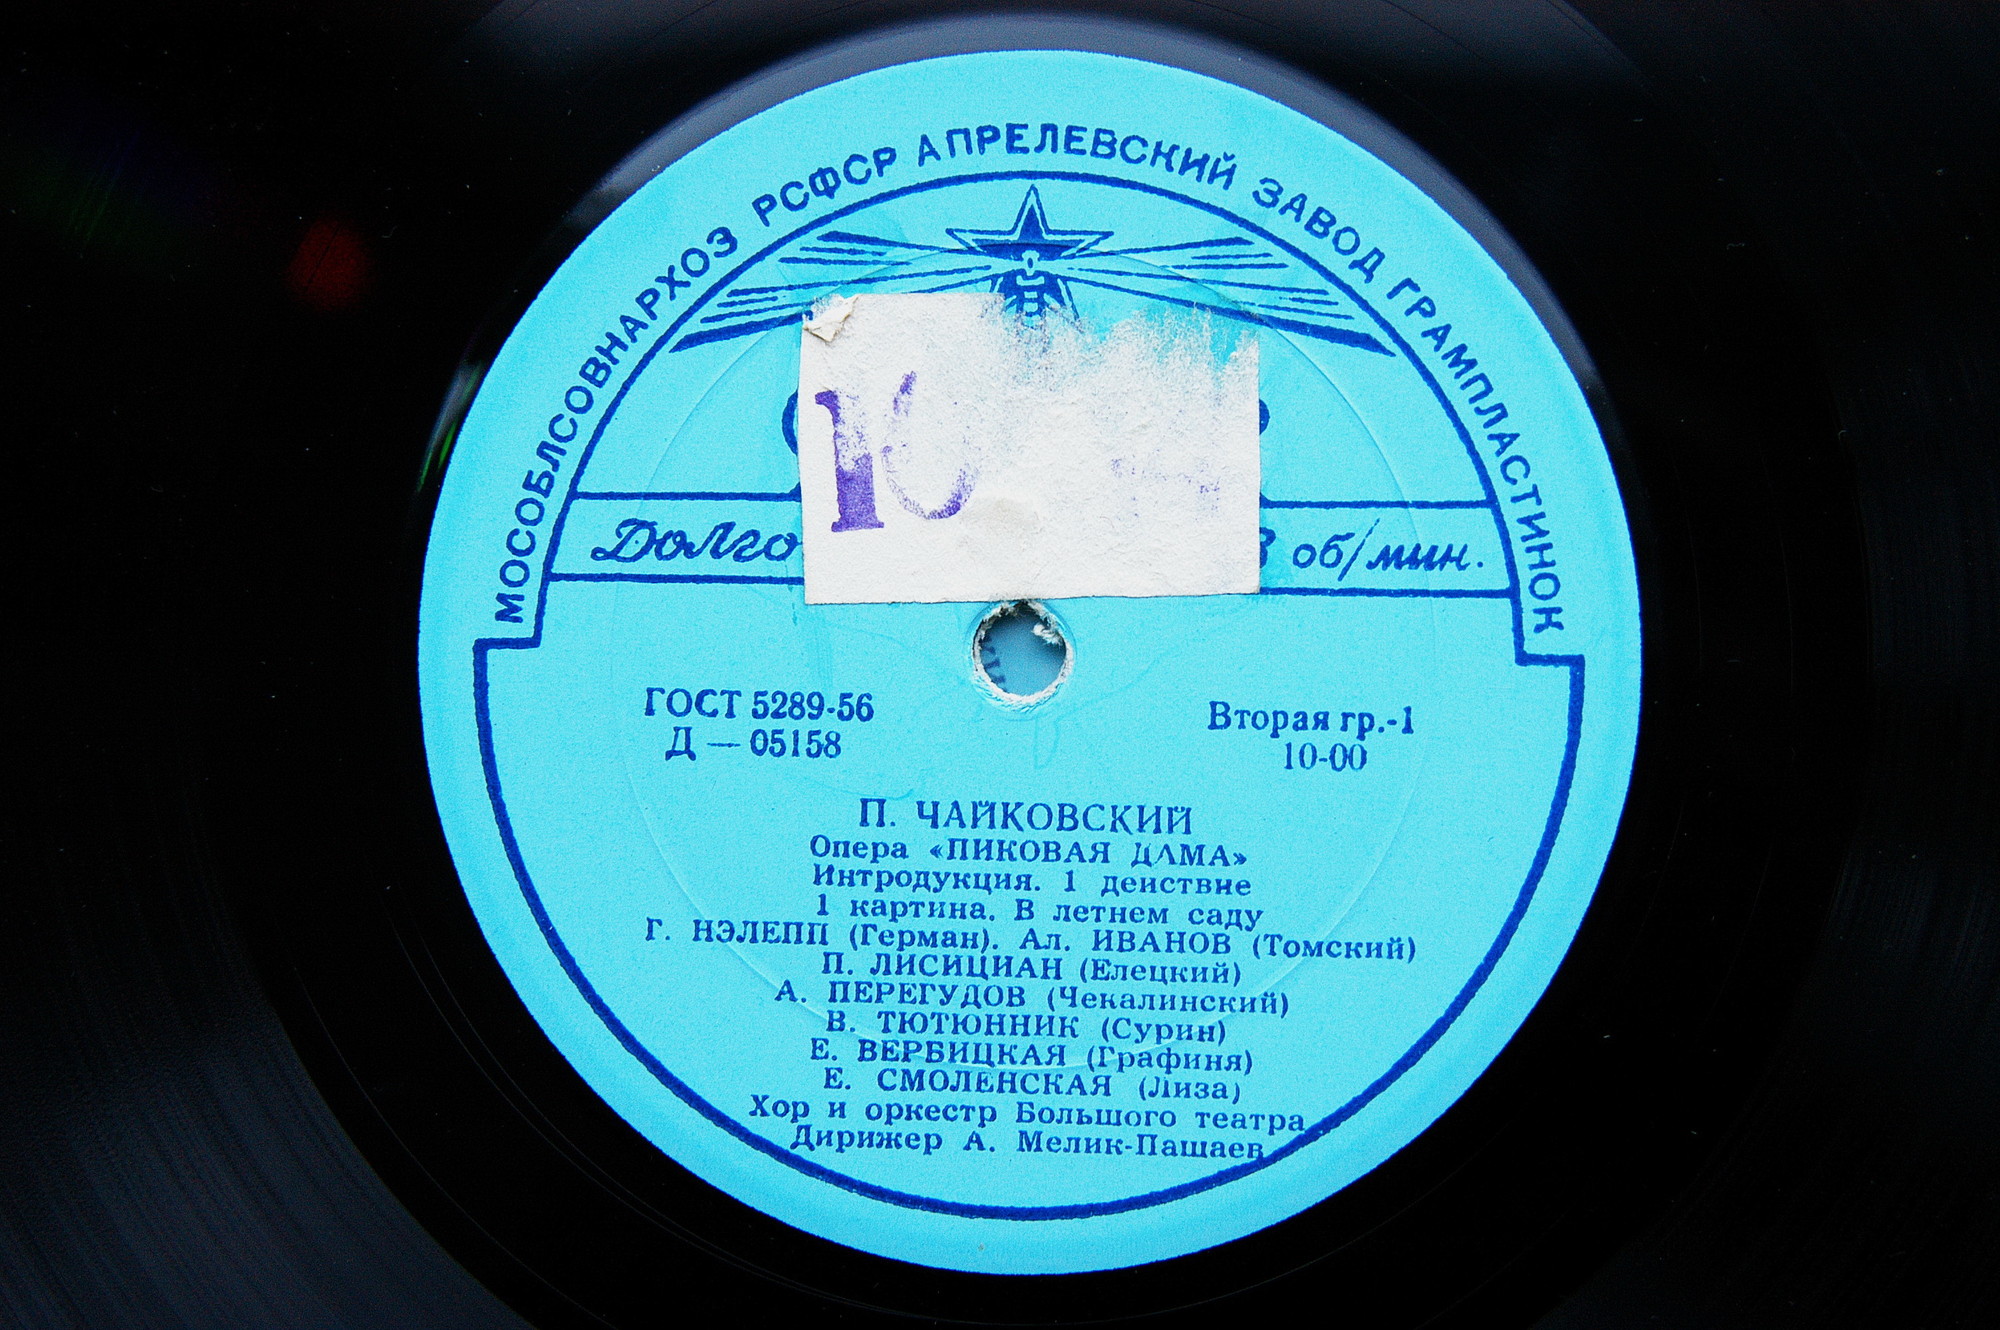 МОСОБЛСОВНАРХОЗ РСФСР АПРЕЛЕВСКИЙ ЗАВОД ГРАМПЛАСТИНОК
10
об/мин.
ГОСТ 5289-56
Д — 05158
Вторая гр.-1
10-00
П. ЧАЙКОВСКИЙ
Опера «ПИКОВАЯ ДАМА»
Интродукция. 1 действие
1 картина. В летнем саду
Г. НЭЛЕПП (Герман). Ал. ИВАНОВ (Томский)
П. ЛИСИЦИАН (Елецкий)
А. ПЕРЕГУДОВ (Чекалинский)
В. ТЮТЮННИК (Сурин)
Е. ВЕРБИЦКАЯ (Графиня)
Е. СМОЛЕНСКАЯ (Лиза)
Хор и оркестр Большого театра
Дирижер А. Мелик-Пашаев